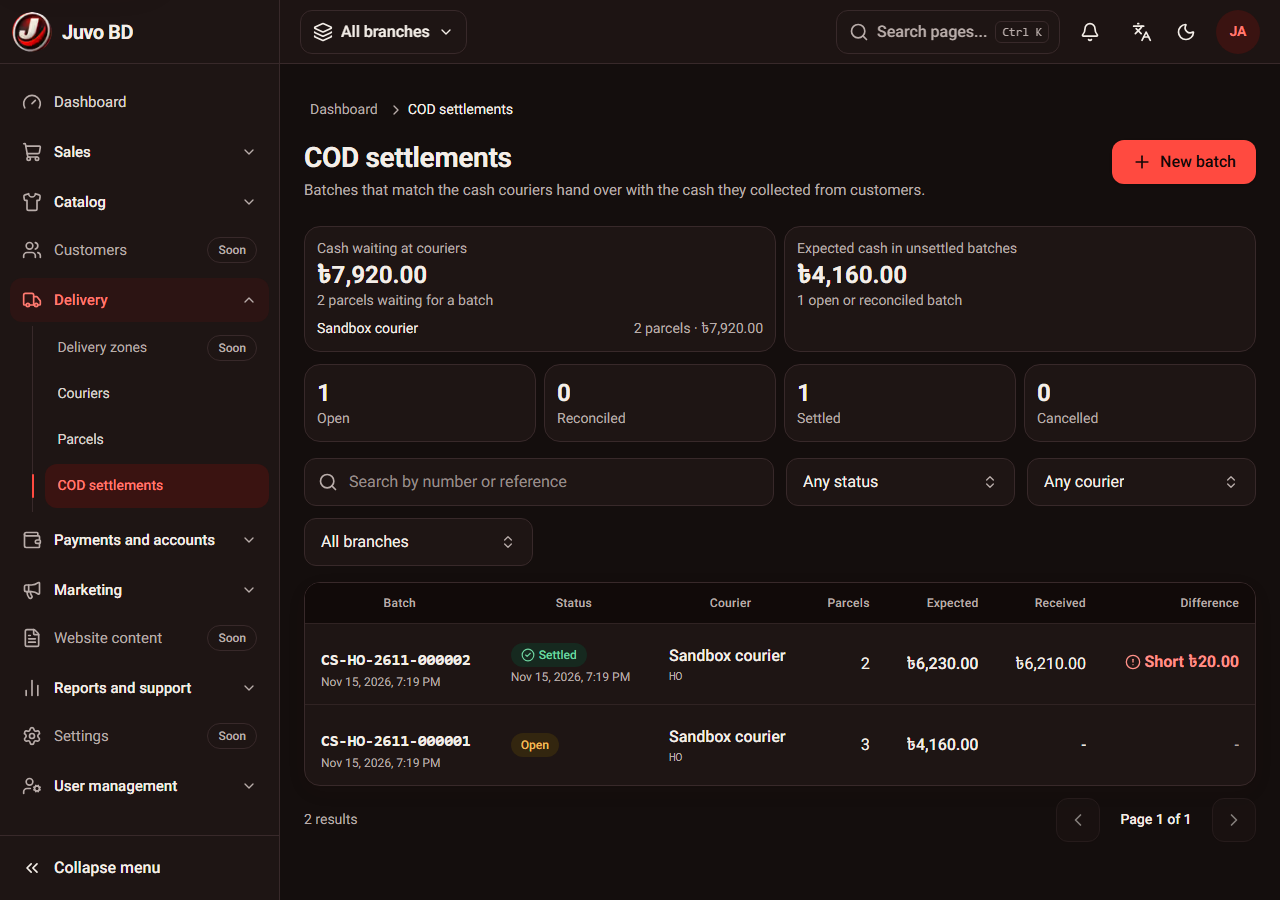 Juvo BD
All branches
Search pages... Ctrl K
JA
Dashboard
Sales
Catalog
Customers Soon
Delivery
Delivery zones Soon
Couriers
Parcels
COD settlements
Payments and accounts
Marketing
Website content Soon
Reports and support
Settings Soon
User management
Collapse menu
Dashboard > COD settlements
COD settlements
New batch
Batches that match the cash couriers hand over with the cash they collected from customers.
Cash waiting at couriers
৳7,920.00
2 parcels waiting for a batch
Sandbox courier 2 parcels · ৳7,920.00
Expected cash in unsettled batches
৳4,160.00
1 open or reconciled batch
1
Open
0
Reconciled
1
Settled
0
Cancelled
Search by number or reference
Any status
Any courier
All branches
Batch Status Courier Parcels Expected Received Difference
CS-HO-2611-000002 Settled Sandbox courier 2 ৳6,230.00 ৳6,210.00 Short ৳20.00
Nov 15, 2026, 7:19 PM Nov 15, 2026, 7:19 PM HO
CS-HO-2611-000001 Open Sandbox courier 3 ৳4,160.00 - -
Nov 15, 2026, 7:19 PM HO
2 results
Page 1 of 1